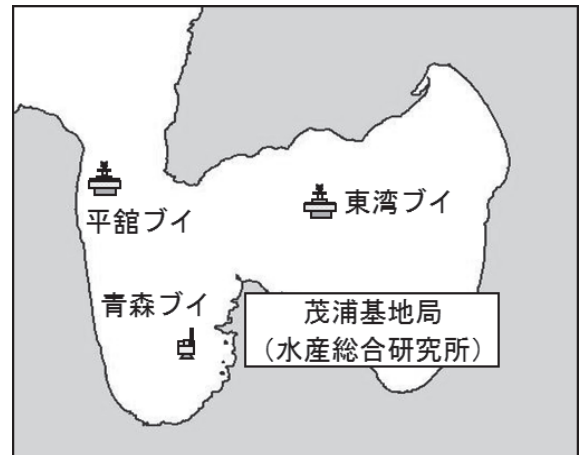 東湾ブイ
平舘ブイ
青森ブイ
茂浦基地局
（水産総合研究所）